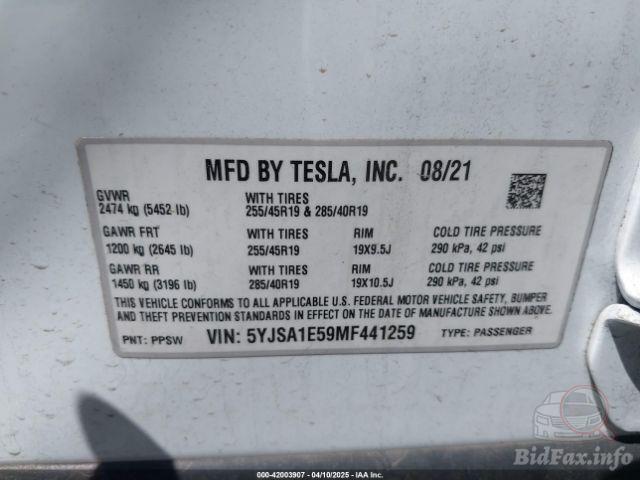 MFD BY TESLA, INC. 08/21
GVWR
2474 kg (5452 lb)
WITH TIRES
255/45R19 & 285/40R19
GAWR FRT
1200 kg (2645 lb)
WITH TIRES
255/45R19
RIM
19X9.5J
COLD TIRE PRESSURE
290 kPa, 42 psi
GAWR RR
1450 kg (3196 lb)
WITH TIRES
285/40R19
RIM
19X10.5J
COLD TIRE PRESSURE
290 kPa, 42 psi
THIS VEHICLE CONFORMS TO ALL APPLICABLE U.S. FEDERAL MOTOR VEHICLE SAFETY, BUMPER
AND THEFT PREVENTION STANDARDS IN EFFECT ON THE DATE OF MANUFACTURE SHOWN ABOVE.
PNT: PPSW VIN: 5YJSA1E59MF441259 TYPE: PASSENGER
BidFax.info
000-42003907 - 04/10/2025 - IAA Inc.